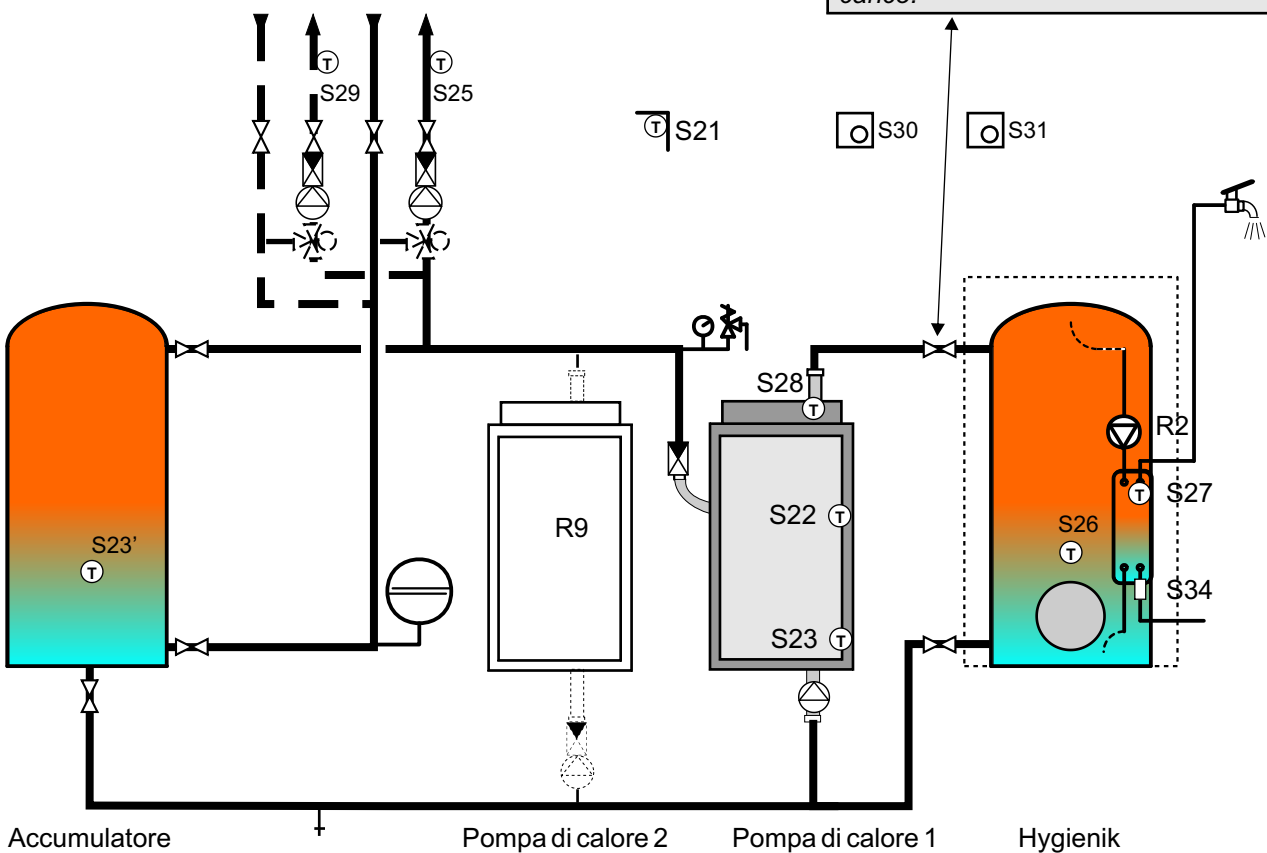 carico.
T
S29
T
S25
T
S21
S30
S31
S28
T
R2
R9
S22
T
T
S27
S26
T
S23’
T
S34
S23
T
Accumulatore
Pompa di calore 2
Pompa di calore 1
Hygienik